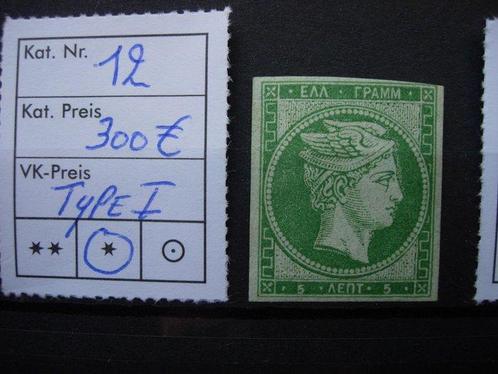 Kat. Nr. 12
Kat. Preis 300€
VK-Preis
TYPE I
** * ⊙
ΕΛΛ ΓΡΑΜΜ
5 ΛΕΠΤ 5